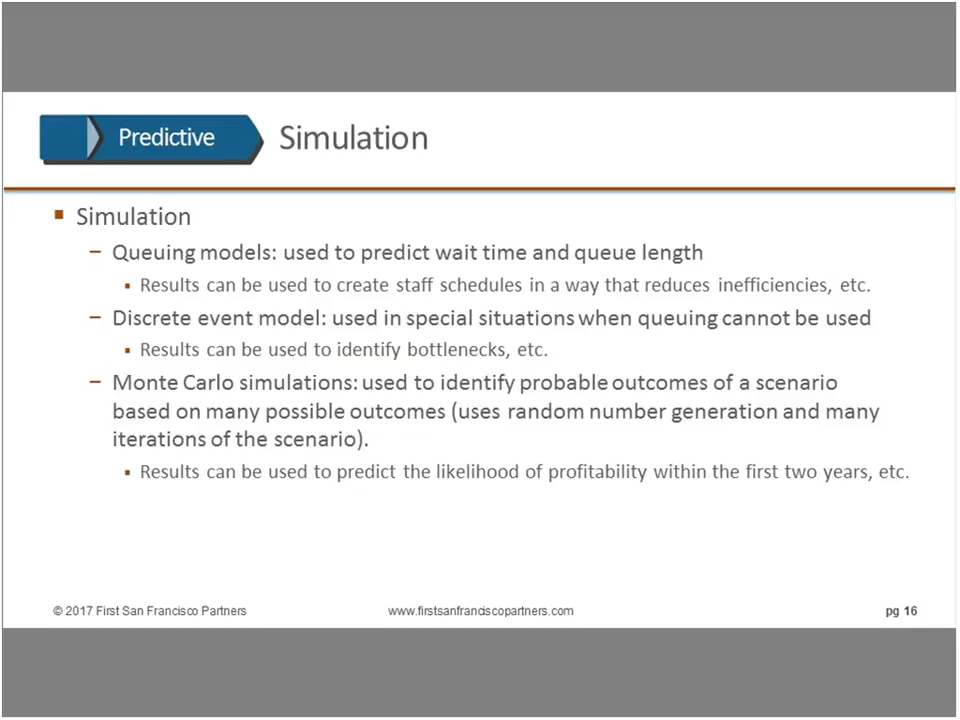 Predictive
Simulation
▪ Simulation
− Queuing models: used to predict wait time and queue length
▪ Results can be used to create staff schedules in a way that reduces inefficiencies, etc.
− Discrete event model: used in special situations when queuing cannot be used
▪ Results can be used to identify bottlenecks, etc.
− Monte Carlo simulations: used to identify probable outcomes of a scenario
based on many possible outcomes (uses random number generation and many
iterations of the scenario).
▪ Results can be used to predict the likelihood of profitability within the first two years, etc.
© 2017 First San Francisco Partners
www.firstsanfranciscopartners.com
pg 16